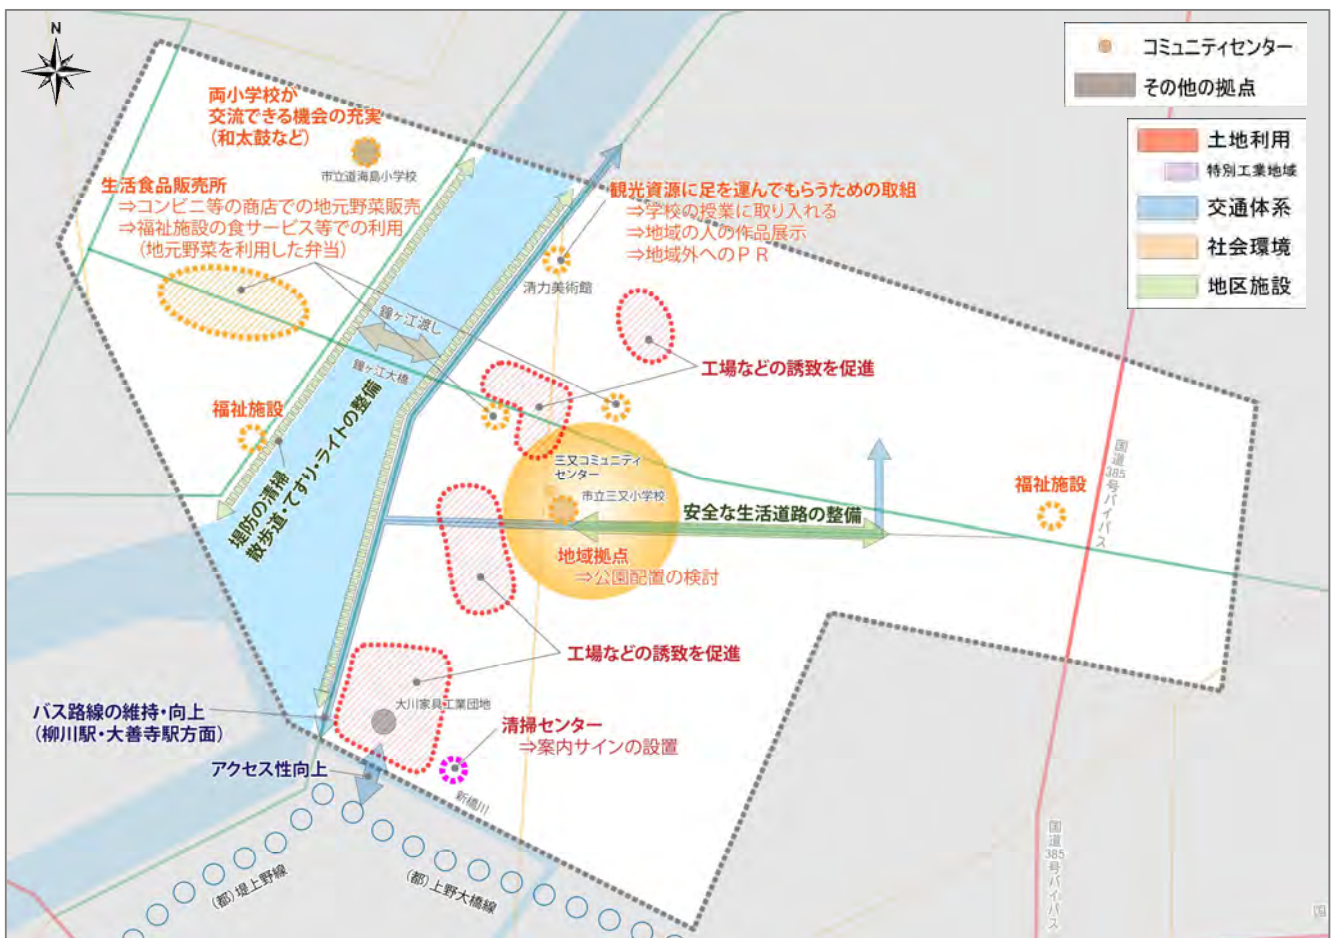 N
コミュニティセンター
その他の拠点
土地利用
特別工業地域
交通体系
社会環境
地区施設
両小学校が
交流できる機会の充実
(和太鼓など)
市立道海島小学校
生活食品販売所
⇒コンビニ等の商店での地元野菜販売
⇒福祉施設の食サービス等での利用
(地元野菜を利用した弁当)
観光資源に足を運んでもらうための取組
⇒学校の授業に取り入れる
⇒地域の人の作品展示
⇒地域外へのPR
清力美術館
鐘ヶ江渡し
鐘ヶ江大橋
工場などの誘致を促進
福祉施設
堤防の清掃
散歩道・てすり・ライトの整備
三又コミュニティ
センター
市立三又小学校
安全な生活道路の整備
福祉施設
国道385号バイパス
地域拠点
⇒公園配置の検討
工場などの誘致を促進
大川家具工業団地
バス路線の維持・向上
(柳川駅・大善寺駅方面)
清掃センター
⇒案内サインの設置
アクセス性向上
新橋川
(都)堤上野線
(都)上野大橋線
国道385号バイパス
国